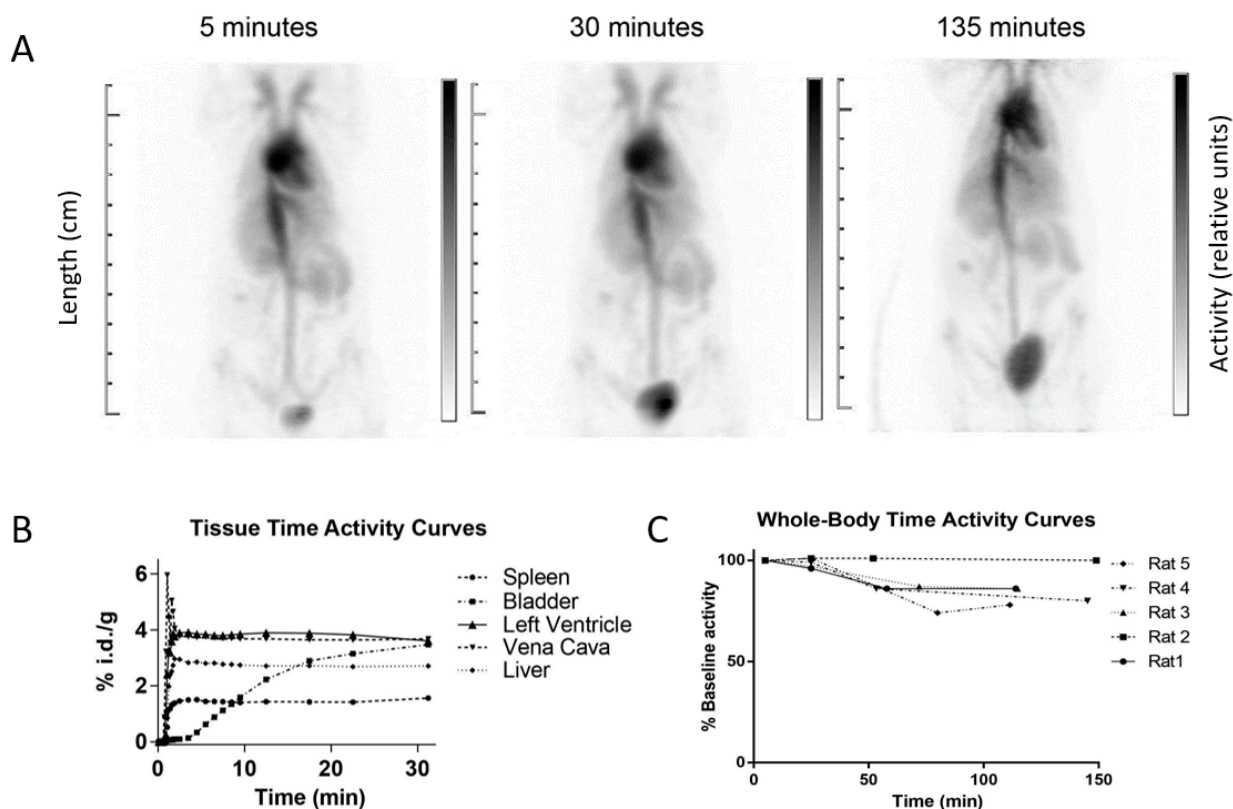 A
5 minutes
30 minutes
135 minutes
Length (cm)
Activity (relative units)
B
Tissue Time Activity Curves
% i.d./g
6
4
2
0
0
10
20
30
Time (min)
Spleen
Bladder
Left Ventricle
Vena Cava
Liver
C
Whole-Body Time Activity Curves
% Baseline activity
100
50
0
0
50
100
150
Time (min)
Rat 5
Rat 4
Rat 3
Rat 2
Rat1